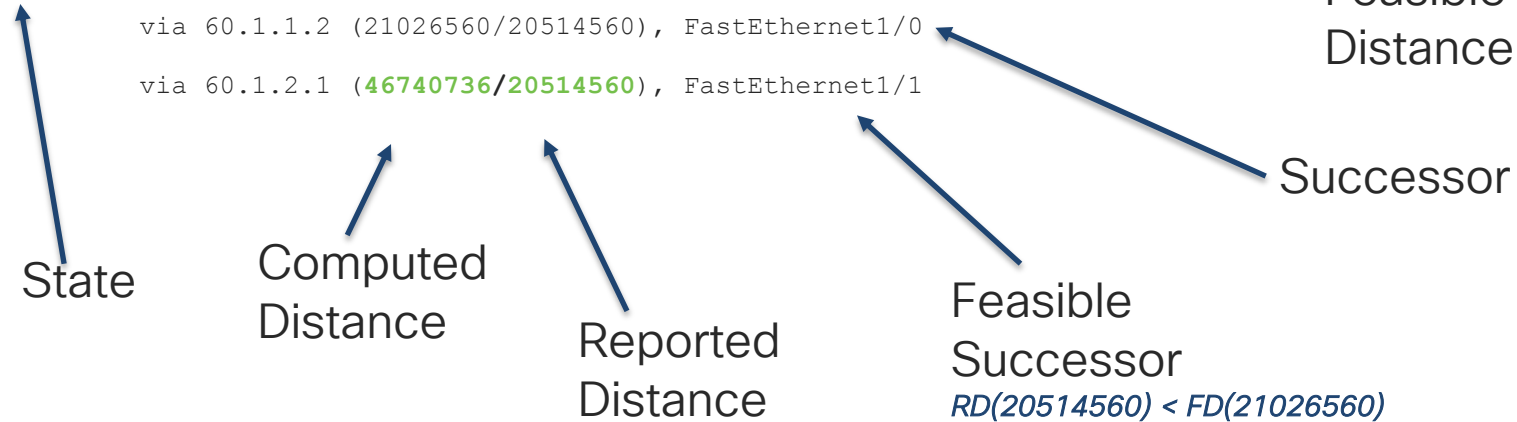 Feasible
Distance
via 60.1.1.2 (21026560/20514560), FastEthernet1/0
via 60.1.2.1 (46740736/20514560), FastEthernet1/1
Successor
State
Computed
Distance
Reported
Distance
Feasible
Successor
RD(20514560) < FD(21026560)